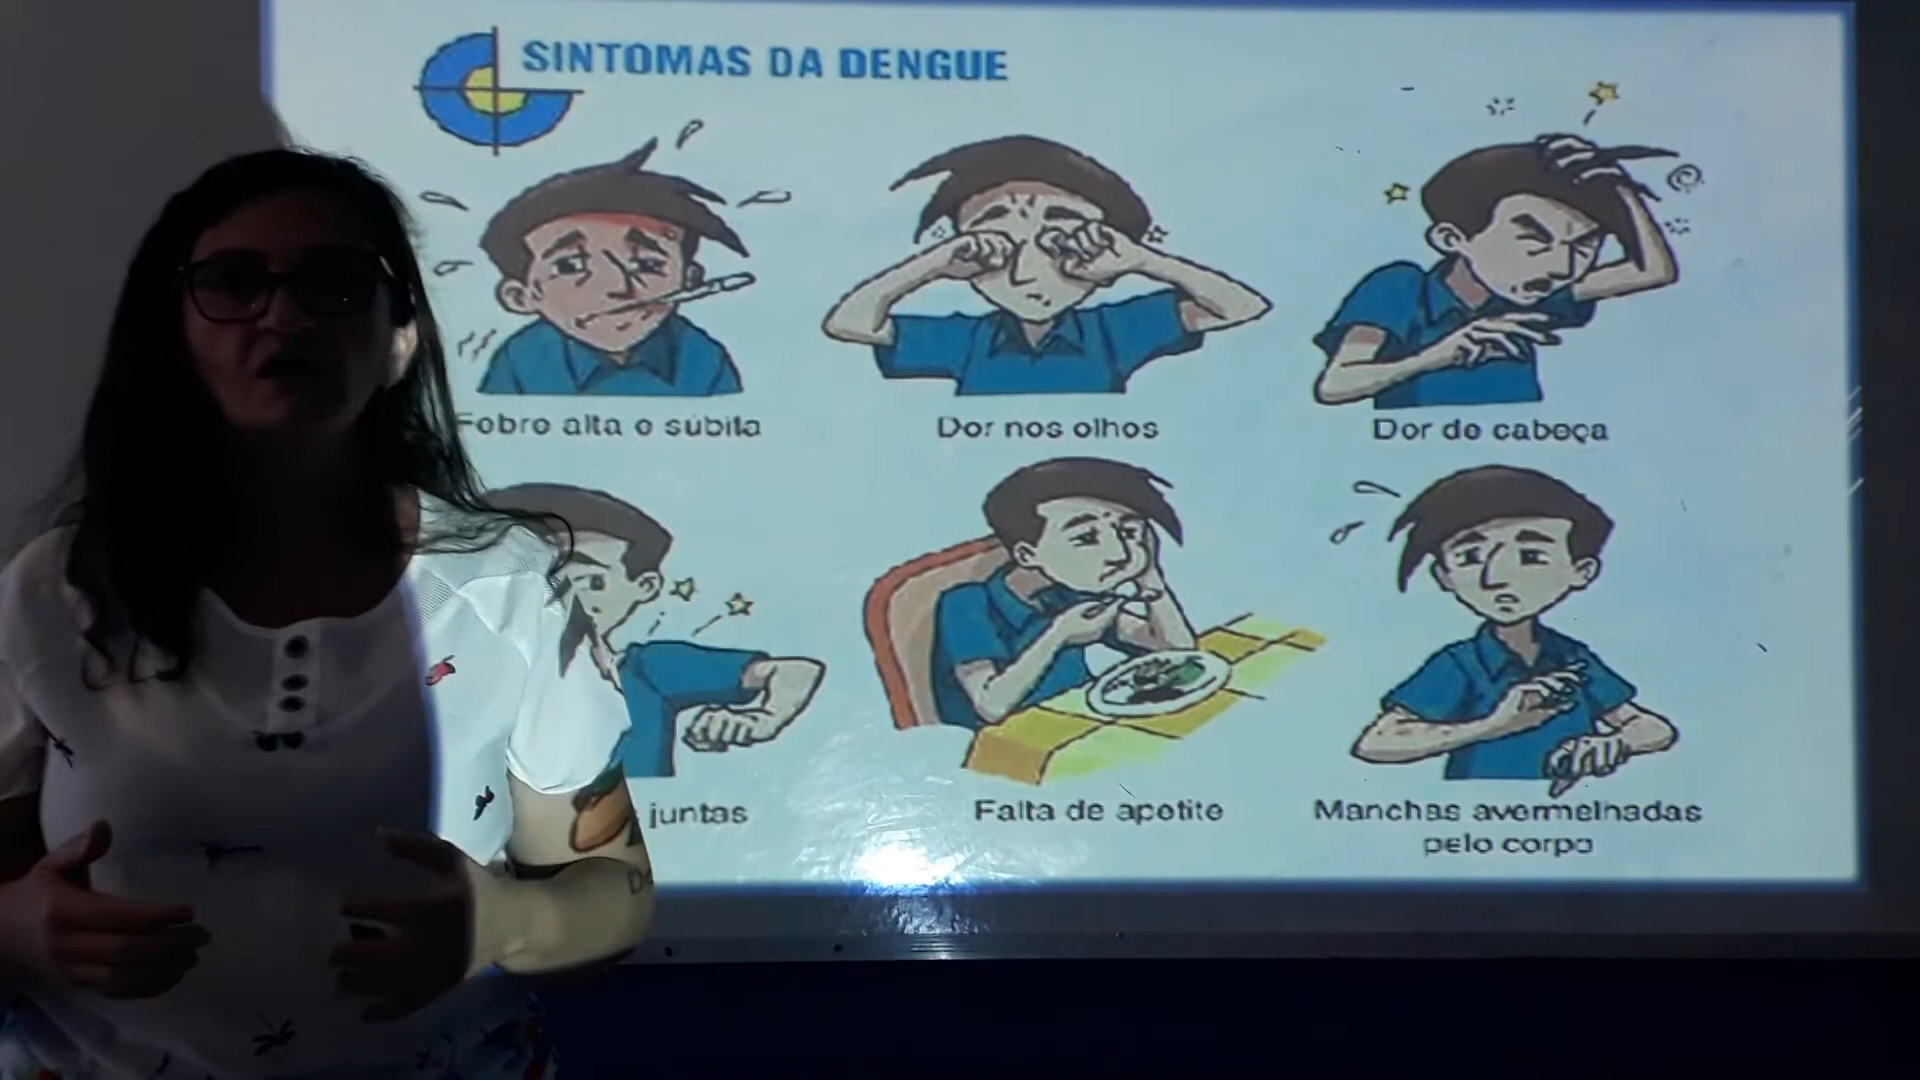 SINTOMAS DA DENGUE
Febre alta e súbita
Dor nos olhos
Dor de cabeça
juntas
Falta de apetite
Manchas avermelhadas
pelo corpo